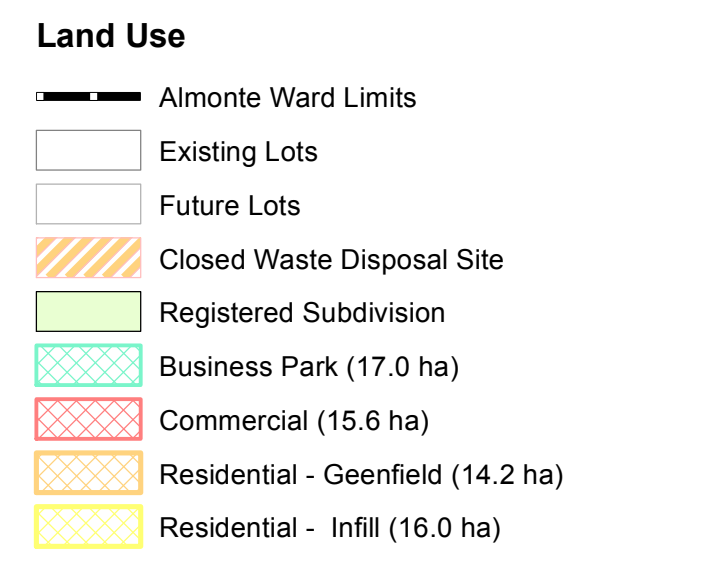 Land Use
Almonte Ward Limits
Existing Lots
Future Lots
Closed Waste Disposal Site
Registered Subdivision
Business Park (17.0 ha)
Commercial (15.6 ha)
Residential - Geenfield (14.2 ha)
Residential -  Infill (16.0 ha)